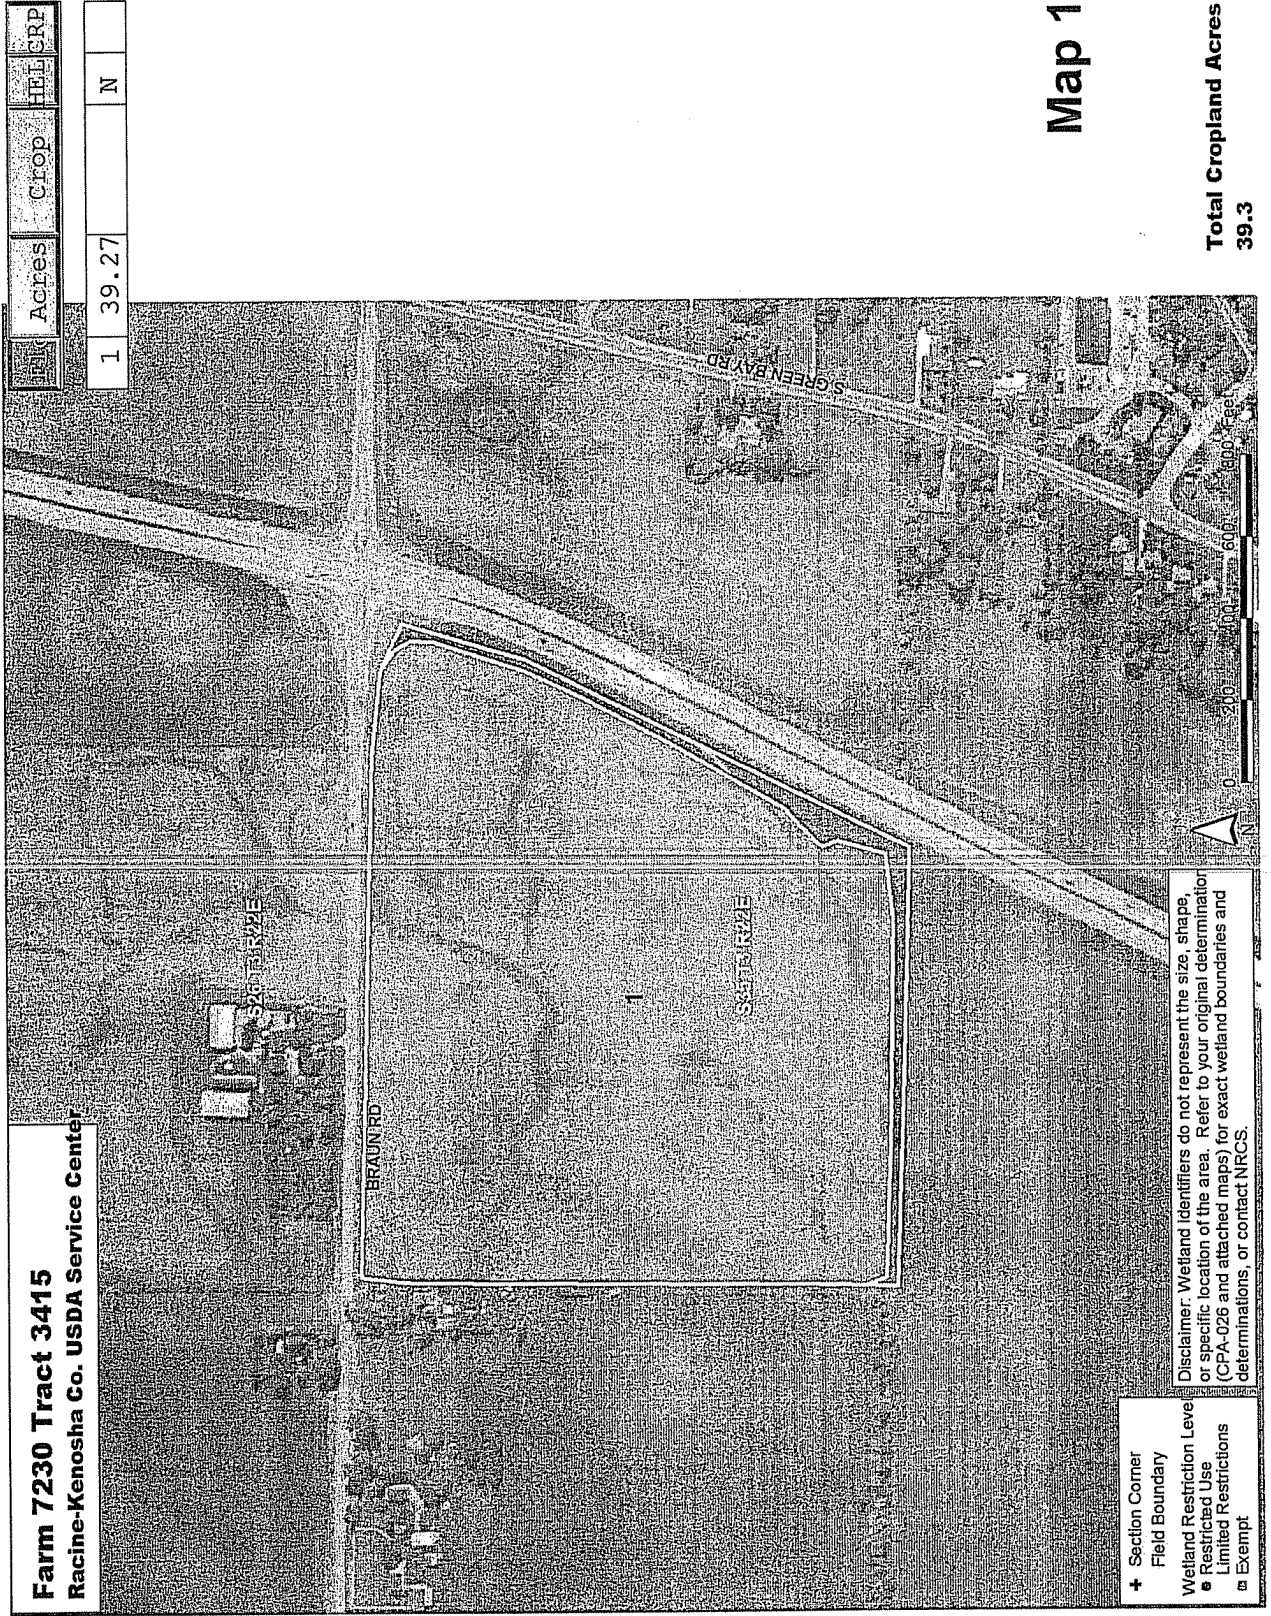 Farm 7230 Tract 3415
Racine-Kenosha Co. USDA Service Center
Acres Crop HEL CRP
1 39.27 N
BRAUN RD
1
S GREEN BAY RD
Map 1
Total Cropland Acres
39.3
+ Section Corner
Field Boundary
Wetland Restriction Level
Restricted Use
Limited Restrictions
Exempt
Disclaimer: Wetland identifiers do not represent the size, shape,
or specific location of the area. Refer to your original determination
(CPA-026 and attached maps) for exact wetland boundaries and
determinations, or contact NRCS.
N
0 200 600 800 Feet